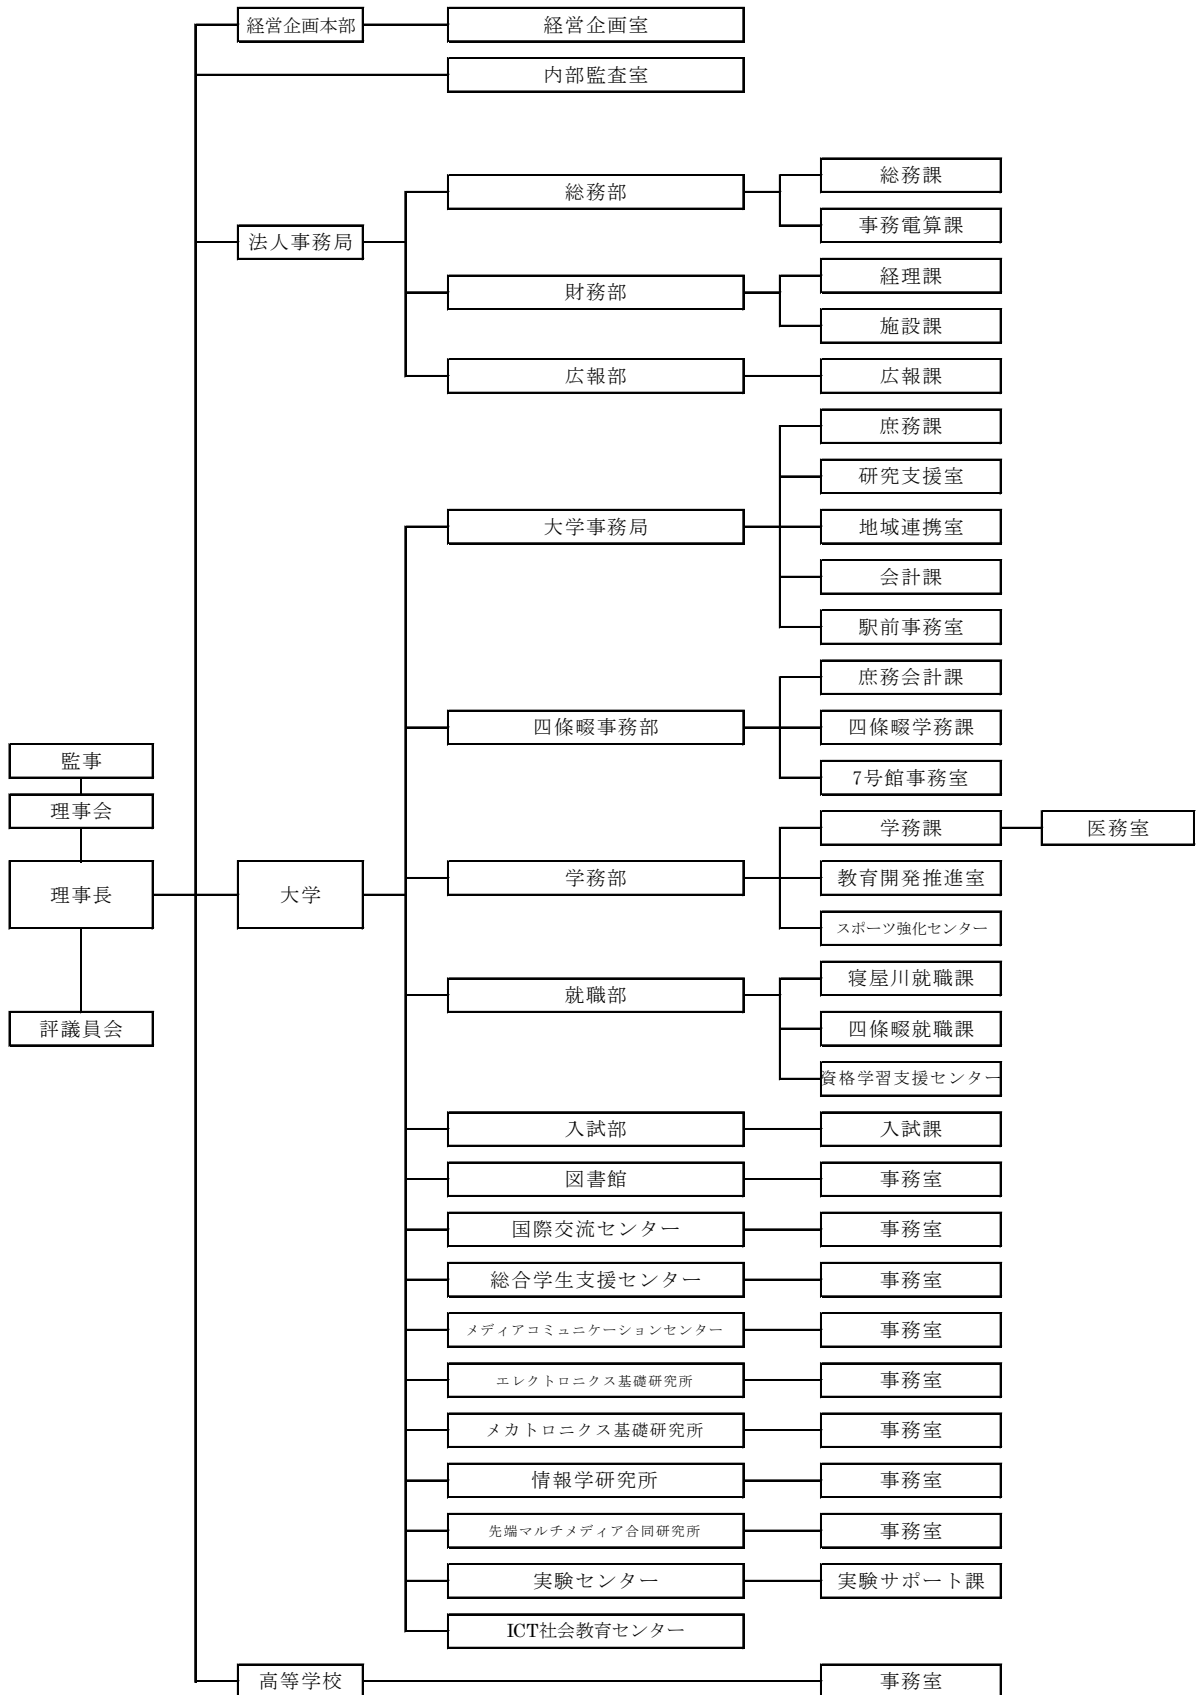 経営企画本部
経営企画室
内部監査室
総務課
総務部
事務電算課
法人事務局
経理課
財務部
施設課
広報部
広報課
庶務課
研究支援室
大学事務局
地域連携室
会計課
駅前事務室
庶務会計課
四條畷事務部
四條畷学務課
監事
7号館事務室
理事会
学務課
医務室
理事長
大学
学務部
教育開発推進室
スポーツ強化センター
寝屋川就職課
就職部
評議員会
四條畷就職課
資格学習支援センター
入試部
入試課
図書館
事務室
国際交流センター
事務室
総合学生支援センター
事務室
メディアコミュニケーションセンター
事務室
エレクトロニクス基礎研究所
事務室
メカトロニクス基礎研究所
事務室
情報学研究所
事務室
先端マルチメディア合同研究所
事務室
実験センター
実験サポート課
ICT社会教育センター
高等学校
事務室